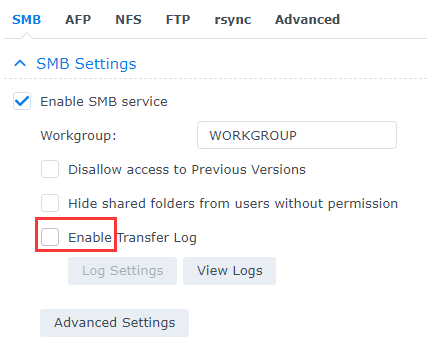 SMB AFP NFS FTP rsync Advanced
SMB Settings
Enable SMB service
Workgroup: WORKGROUP
Disallow access to Previous Versions
Hide shared folders from users without permission
Enable Transfer Log
Log Settings View Logs
Advanced Settings